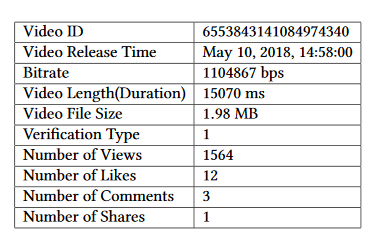 Video ID 6553843141084974340
Video Release Time May 10, 2018, 14:58:00
Bitrate 1104867 bps
Video Length(Duration) 15070 ms
Video File Size 1.98 MB
Verification Type 1
Number of Views 1564
Number of Likes 12
Number of Comments 3
Number of Shares 1